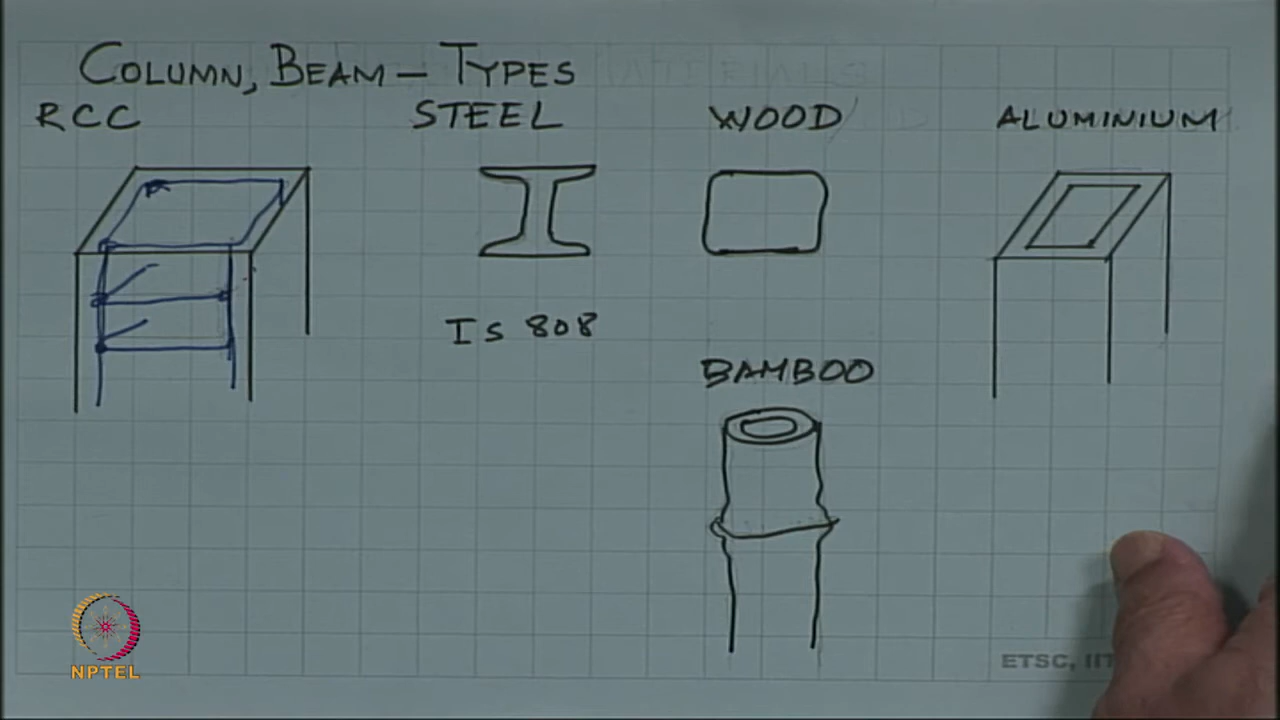 COLUMN, BEAM – TYPES
RCC STEEL WOOD ALUMINIUM
IS 808
BAMBOO
NPTEL
ETSC, IIT